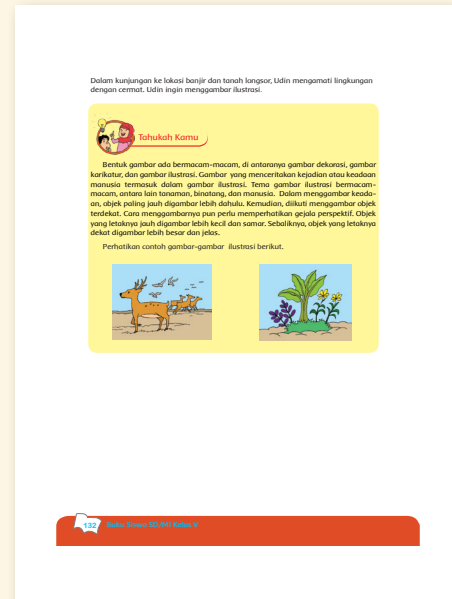 Dalam kunjungan ke lokasi banjir dan tanah longsor, Udin mengamati lingkungan
dengan cermat. Udin ingin menggambar ilustrasi.
Tahukah Kamu
Bentuk gambar ada bermacam-macam, di antaranya gambar dekorasi, gambar
karikatur, dan gambar ilustrasi. Gambar yang menceritakan kejadian atau keadaan
manusia termasuk dalam gambar ilustrasi. Tema gambar ilustrasi bermacam-
macam, antara lain tanaman, binatang, dan manusia. Dalam menggambar keada-
an, objek paling jauh digambar lebih dahulu. Kemudian, diikuti menggambar objek
terdekat. Cara menggambarnya pun perlu memperhatikan gejala perspektif. Objek
yang letaknya jauh digambar lebih kecil dan samar. Sebaliknya, objek yang letaknya
dekat digambar lebih besar dan jelas.
Perhatikan contoh gambar-gambar ilustrasi berikut.
132 Buku Siswa SD/MI Kelas V